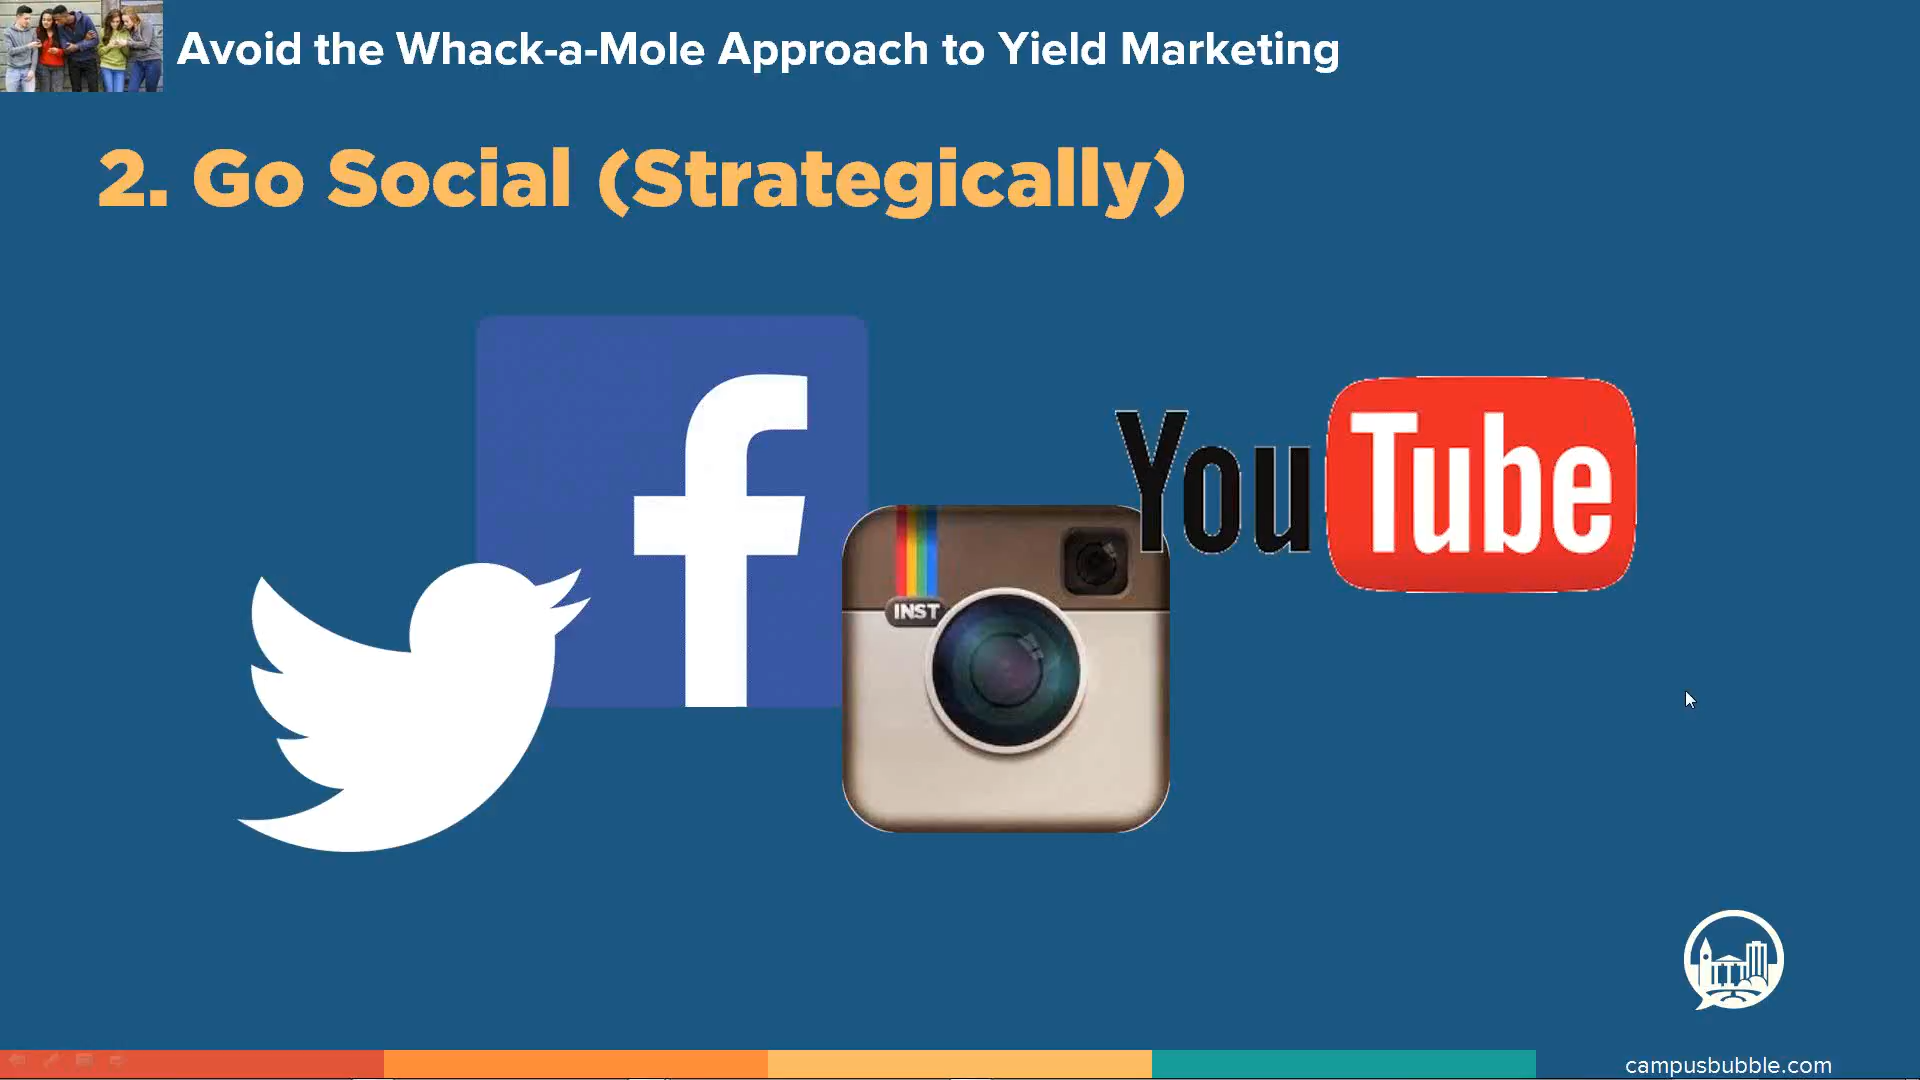 Avoid the Whack-a-Mole Approach to Yield Marketing
2. Go Social (Strategically)
f
YouTube
INST
campusbubble.com